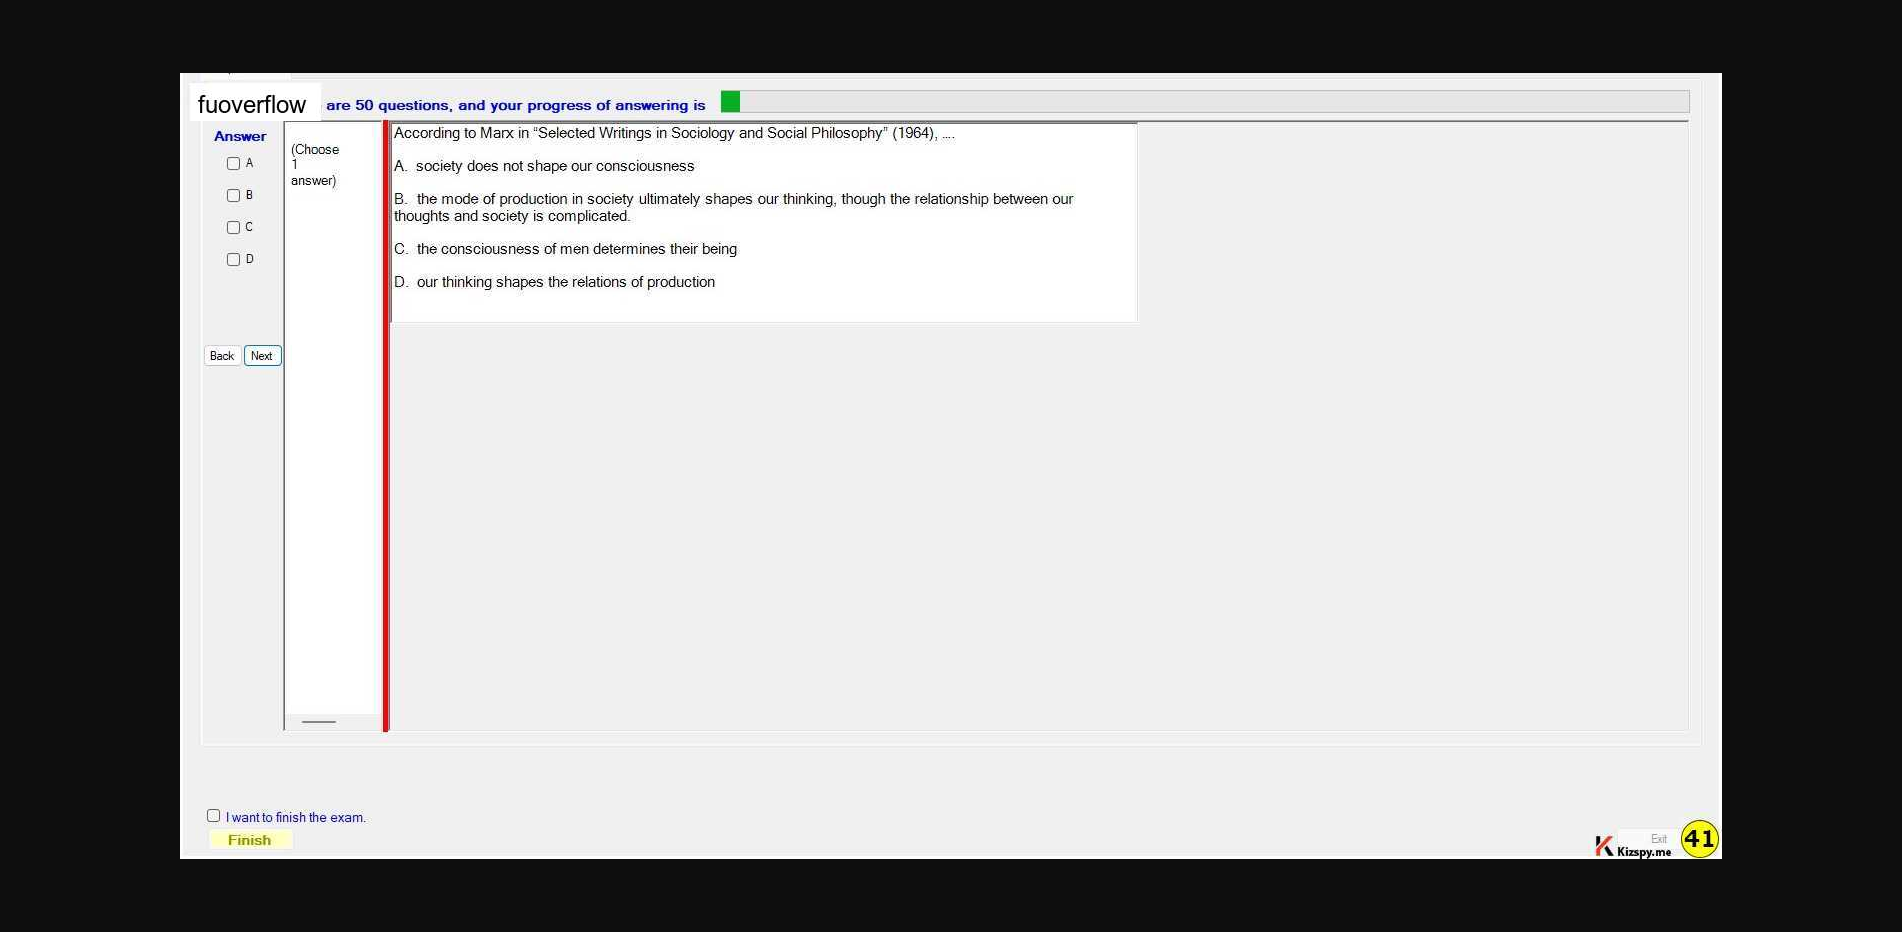 fuoverflow are 50 questions, and your progress of answering is
Answer
A
B
C
D
Back Next
(Choose
1
answer)
According to Marx in “Selected Writings in Sociology and Social Philosophy” (1964), ....
A. society does not shape our consciousness
B. the mode of production in society ultimately shapes our thinking, though the relationship between our
thoughts and society is complicated.
C. the consciousness of men determines their being
D. our thinking shapes the relations of production
I want to finish the exam.
Finish
Exit
Kizspy.me
41